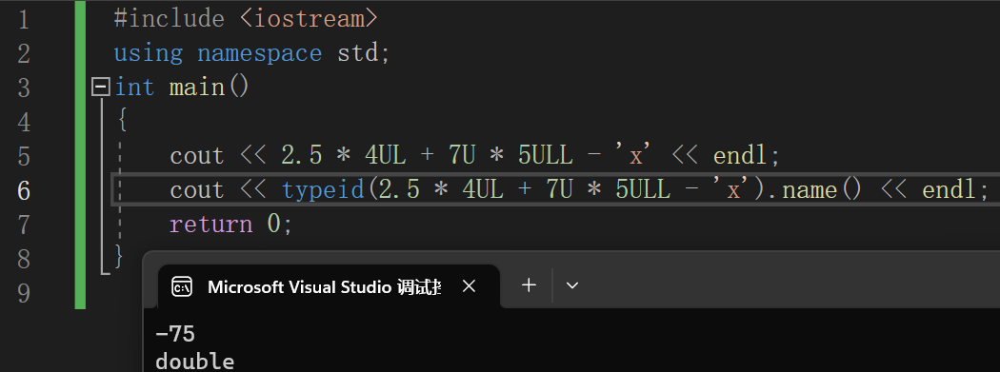 1 #include <iostream>
2 using namespace std;
3 int main()
4 {
5 cout << 2.5 * 4UL + 7U * 5ULL - 'x' << endl;
6 cout << typeid(2.5 * 4UL + 7U * 5ULL - 'x').name() << endl;
7 return 0;
8 }
9
Microsoft Visual Studio 调试
-75
double